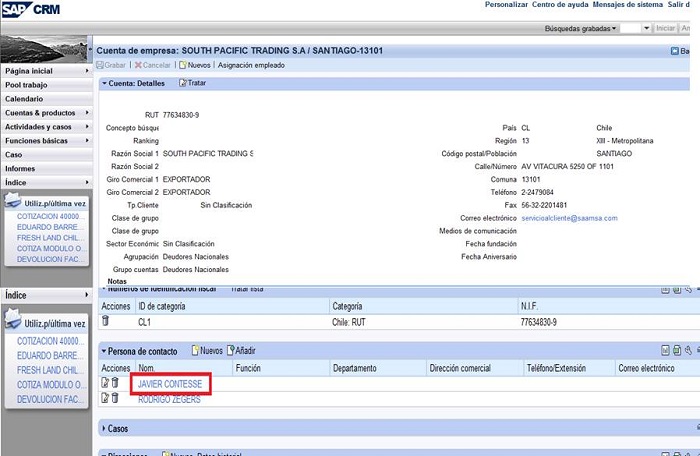 SAP CRM
Personalizar Centro de ayuda Mensajes de sistema Salir d
Búsquedas grabadas Iniciar
Cuenta de empresa: SOUTH PACIFIC TRADING S.A / SANTIAGO-13101
Ba
Grabar | Cancelar | Nuevos | Asignación empleado
Página inicial
Pool trabajo
Calendario
Cuentas & productos
Actividades y casos
Funciones básicas
Caso
Informes
Índice
Utiliz.p/última vez
COTIZACION 40000...
EDUARDO BARRE...
FRESH LAND CHIL...
COTIZA MODULO O...
DEVOLUCION FAC...
Cuenta: Detalles Tratar
RUT 77634830-9
Concepto búsque
Ranking
Razón Social 1 SOUTH PACIFIC TRADING S
Razón Social 2
Giro Comercial 1 EXPORTADOR
Giro Comercial 2 EXPORTADOR
Tp.Cliente Sin Clasificación
Clase de grupo
Clase de grupo
Sector Económic Sin Clasificación
Agrupación Deudores Nacionales
Grupo cuentas Deudores Nacionales
Notas
País CL Chile
Región 13 XIII - Metropolitana
Código postal/Población SANTIAGO
Calle/Número AV VITACURA 5250 OF 1101
Comuna 13101
Teléfono 2-2479084
Fax 56-32-2201481
Correo electrónico servicioalcliente@saamsa.com
Medios de comunicación
Fecha fundación
Fecha Aniversario
Índice
Utiliz.p/última vez
COTIZACION 40000...
EDUARDO BARRE...
FRESH LAND CHIL...
COTIZA MODULO O...
DEVOLUCION FAC...
Números de identificación fiscal Tratar lista
Acciones ID de categoría Categoría N.I.F.
CL1 Chile: RUT 77634830-9
Persona de contacto Nuevos Añadir
Acciones Nom. Función Departamento Dirección comercial Teléfono/Extensión Correo electrónico
JAVIER CONTESSE
RODRIGO ZEGERS
Casos